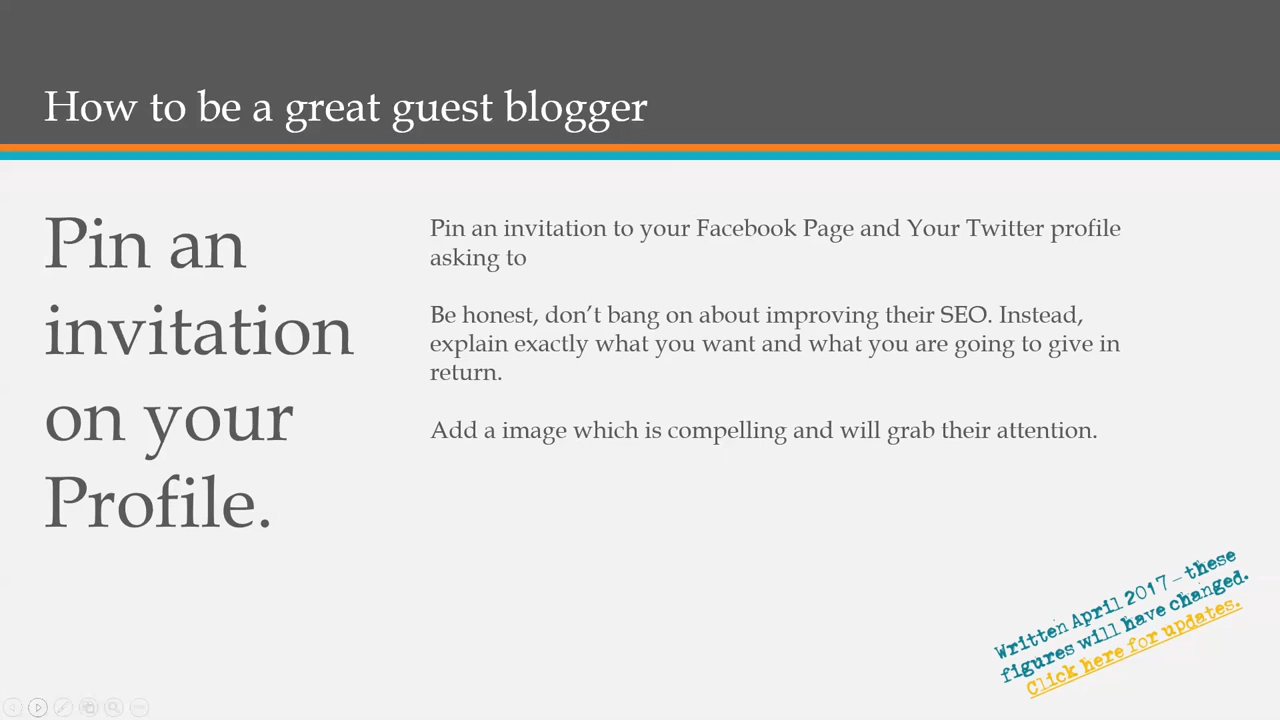 How to be a great guest blogger
Pin an
invitation
on your
Profile.
Pin an invitation to your Facebook Page and Your Twitter profile
asking to
Be honest, don’t bang on about improving their SEO. Instead,
explain exactly what you want and what you are going to give in
return.
Add a image which is compelling and will grab their attention.
Written April 2017 – these
figures will have changed.
Click here for updates.